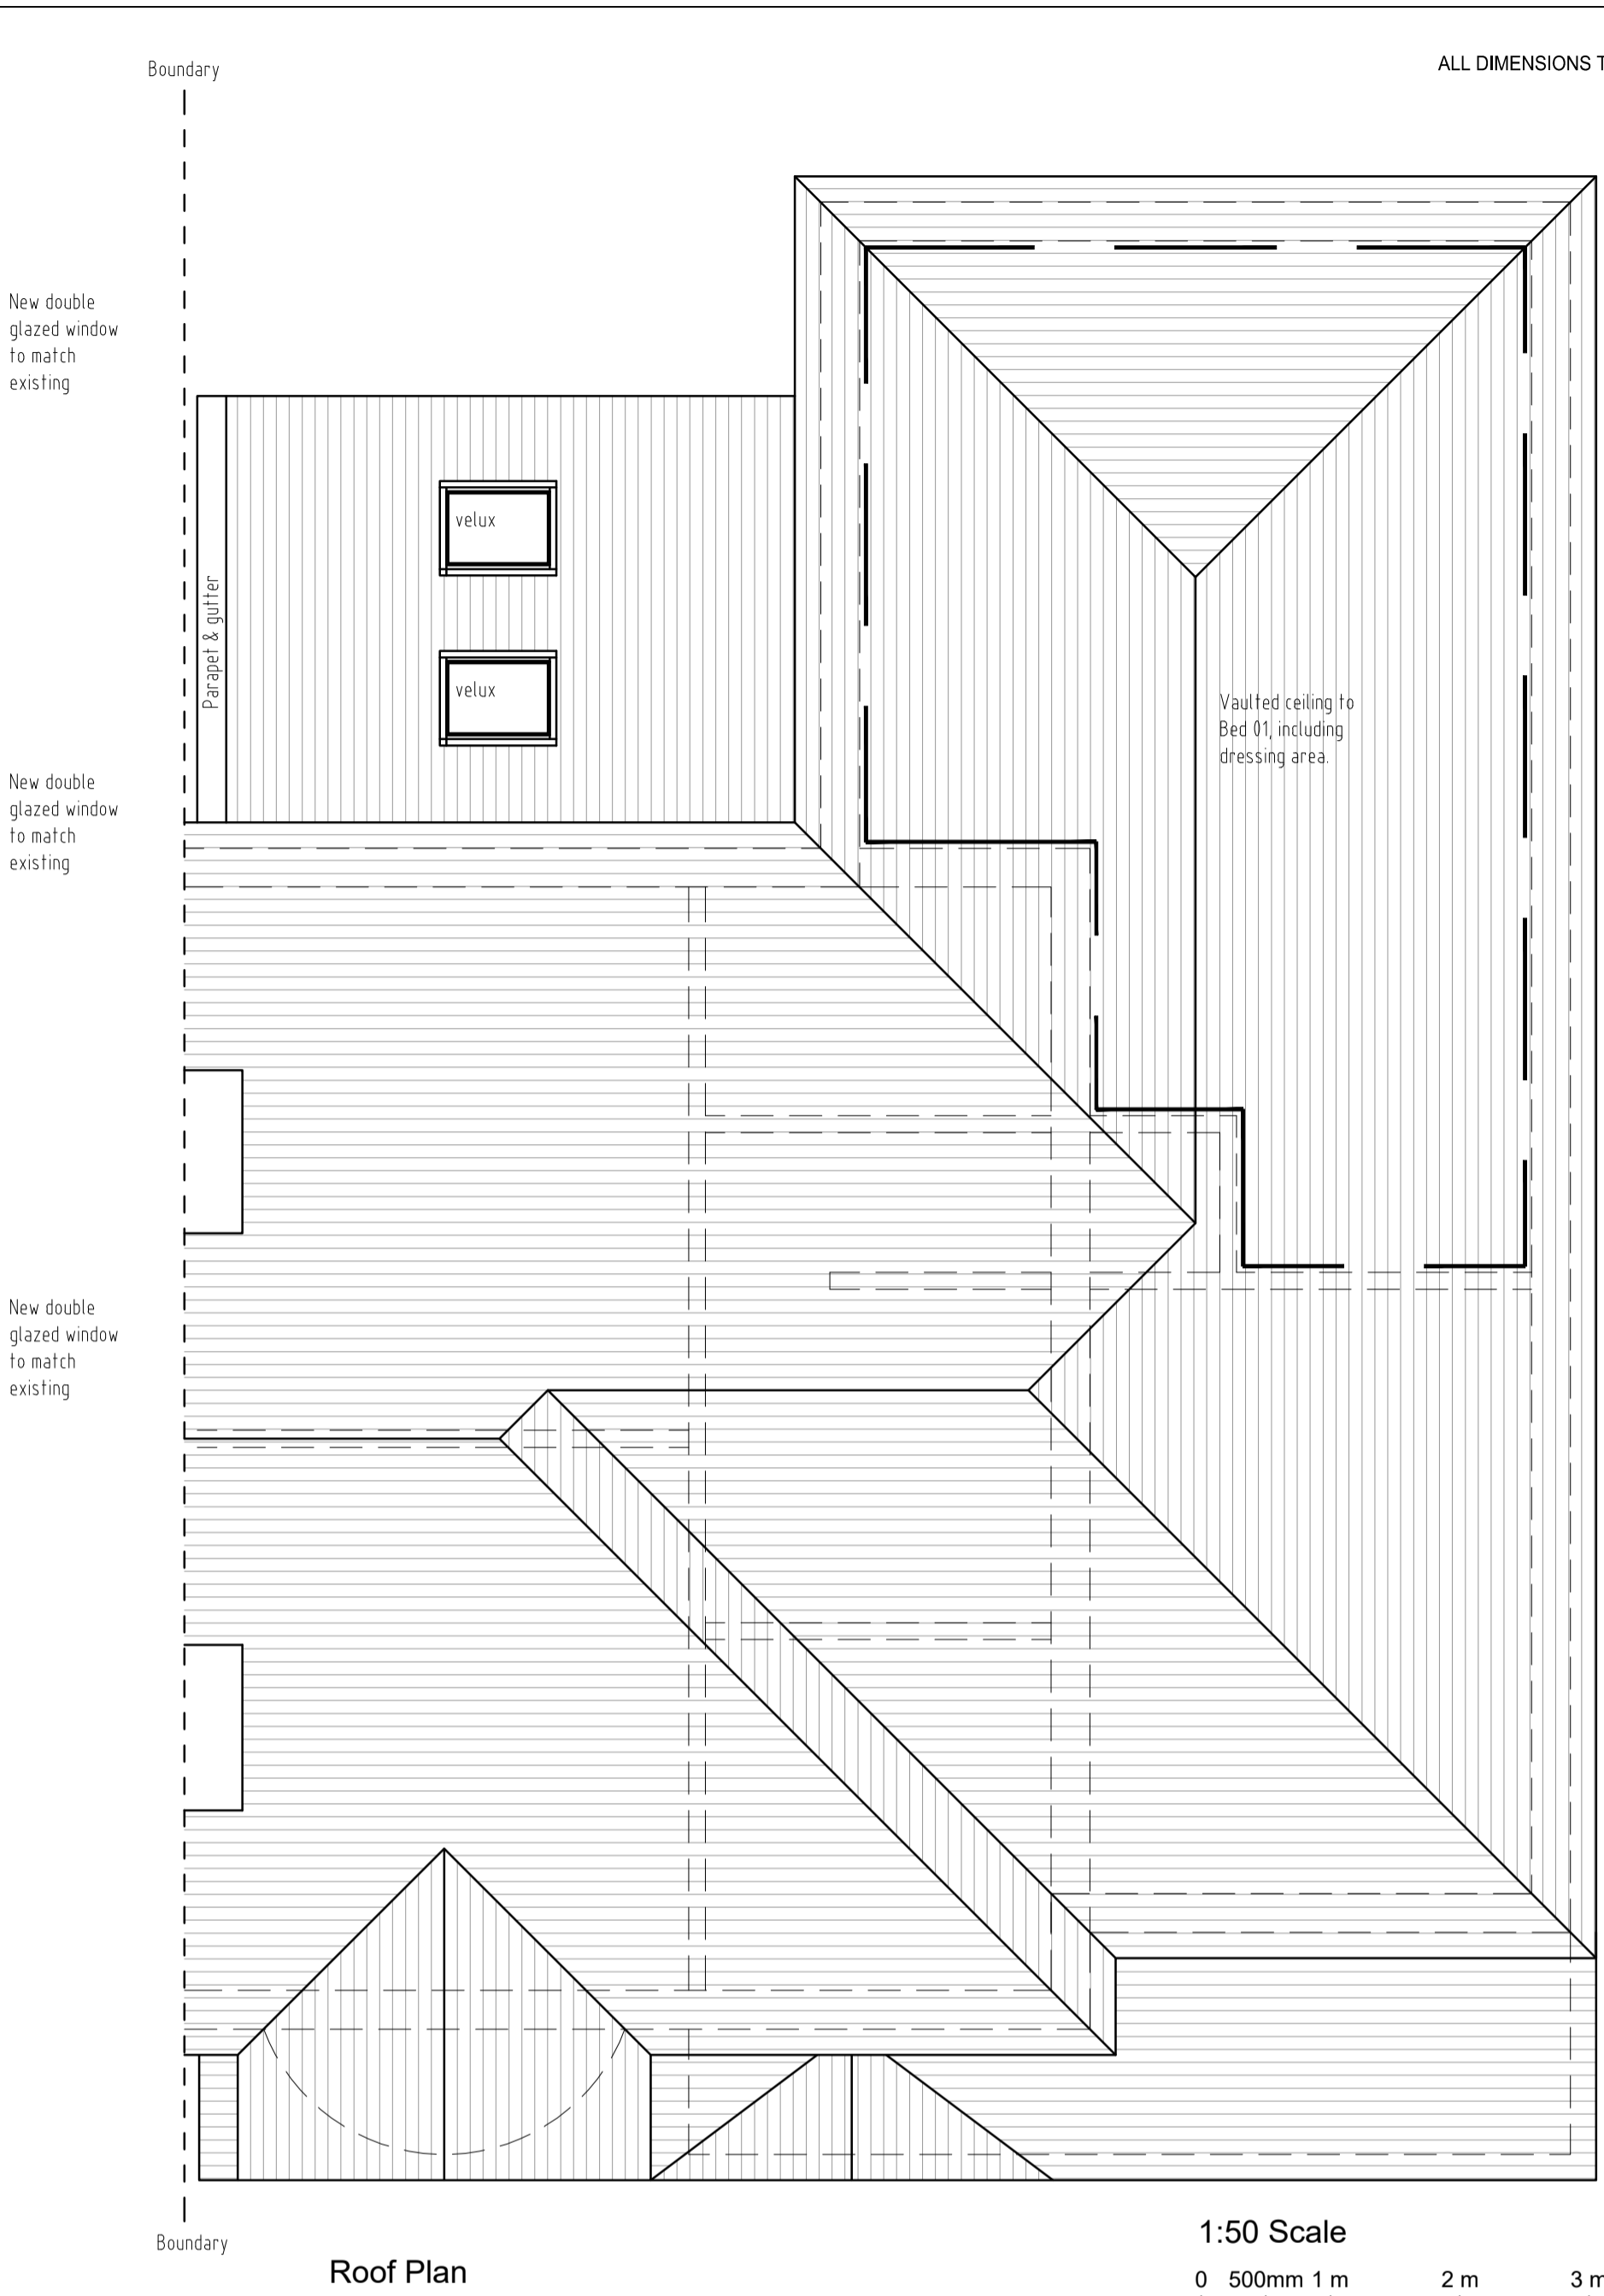 Boundary
ALL DIMENSIONS T
New double
glazed window
to match
existing
velux
Parapet & gutter
velux
Vaulted ceiling to
Bed 01, including
dressing area.
New double
glazed window
to match
existing
New double
glazed window
to match
existing
Boundary
Roof Plan
1:50 Scale
0 500mm 1 m 2 m 3 m